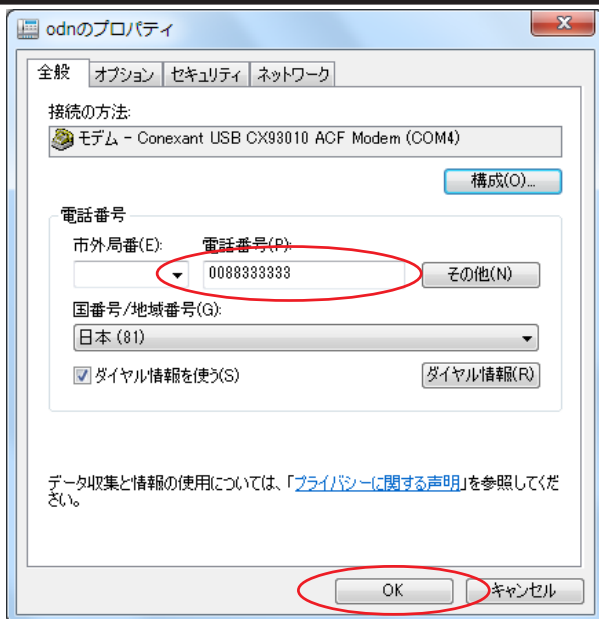 odnのプロパティ
全般 オプション セキュリティ ネットワーク
接続の方法:
モデム - Conexant USB CX93010 ACF Modem (COM4)
構成(O)...
電話番号
市外局番(E): 電話番号(P):
0088333333 その他(N)
国番号/地域番号(G):
日本 (81)
ダイヤル情報を使う(S) ダイヤル情報(R)
データ収集と情報の使用については、「プライバシーに関する声明」を参照してくだ
さい。
OK キャンセル